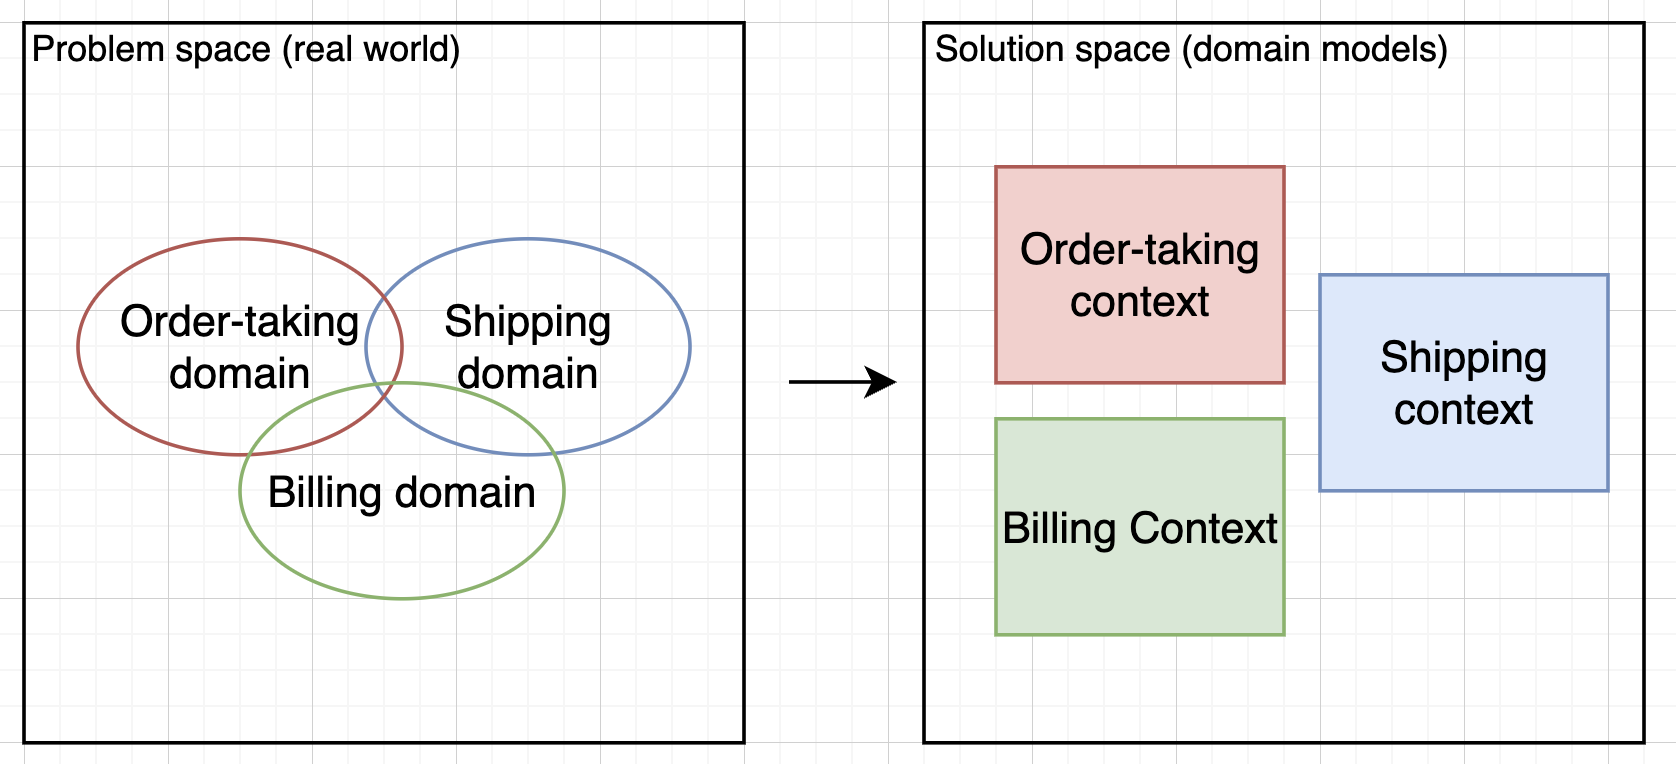 Problem space (real world)
Order-taking
domain
Shipping
domain
Billing domain
Solution space (domain models)
Order-taking
context
Shipping
context
Billing Context